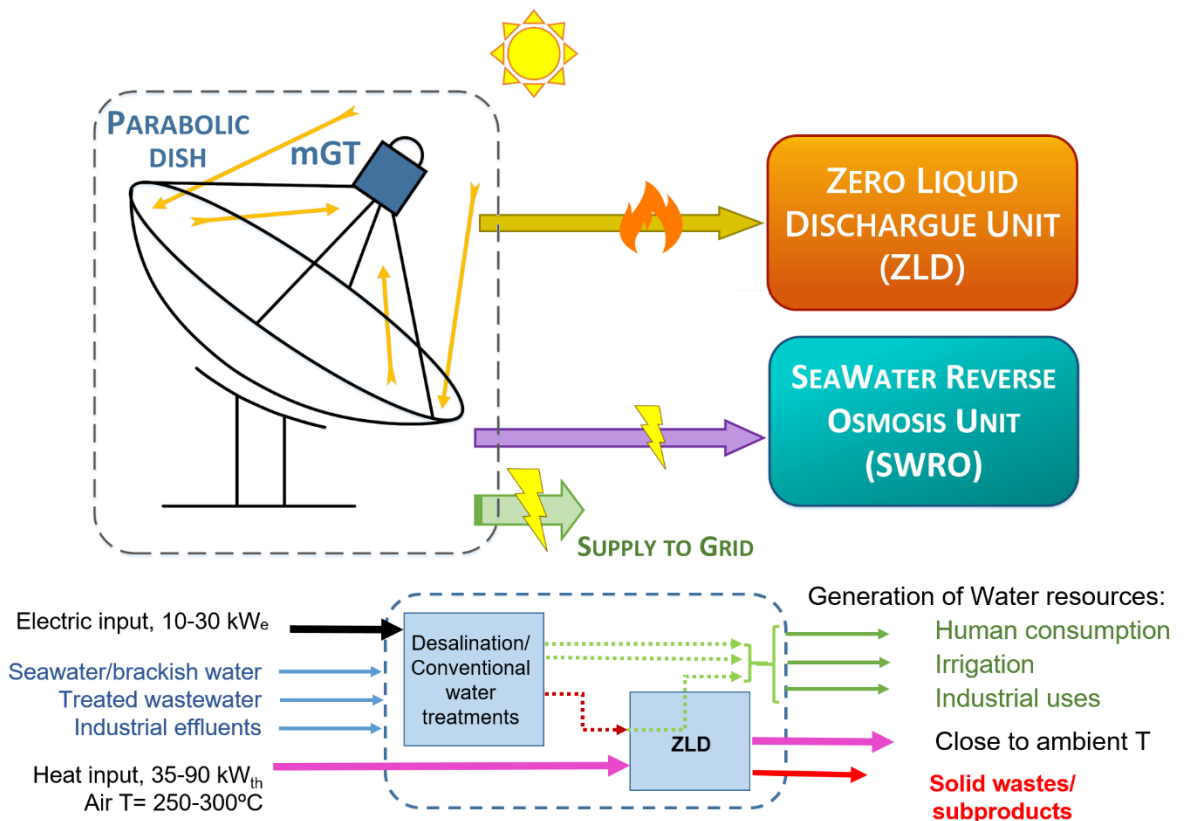 PARABOLIC
DISH
mGT
ZERO LIQUID
DISCHARGUE UNIT
(ZLD)
SEAWATER REVERSE
OSMOSIS UNIT
(SWRO)
SUPPLY TO GRID
Electric input, 10-30 kWe
Seawater/brackish water
Treated wastewater
Industrial effluents
Heat input, 35-90 kWth
Air T= 250-300ºC
Desalination/
Conventional
water
treatments
ZLD
Generation of Water resources:
Human consumption
Irrigation
Industrial uses
Close to ambient T
Solid wastes/
subproducts